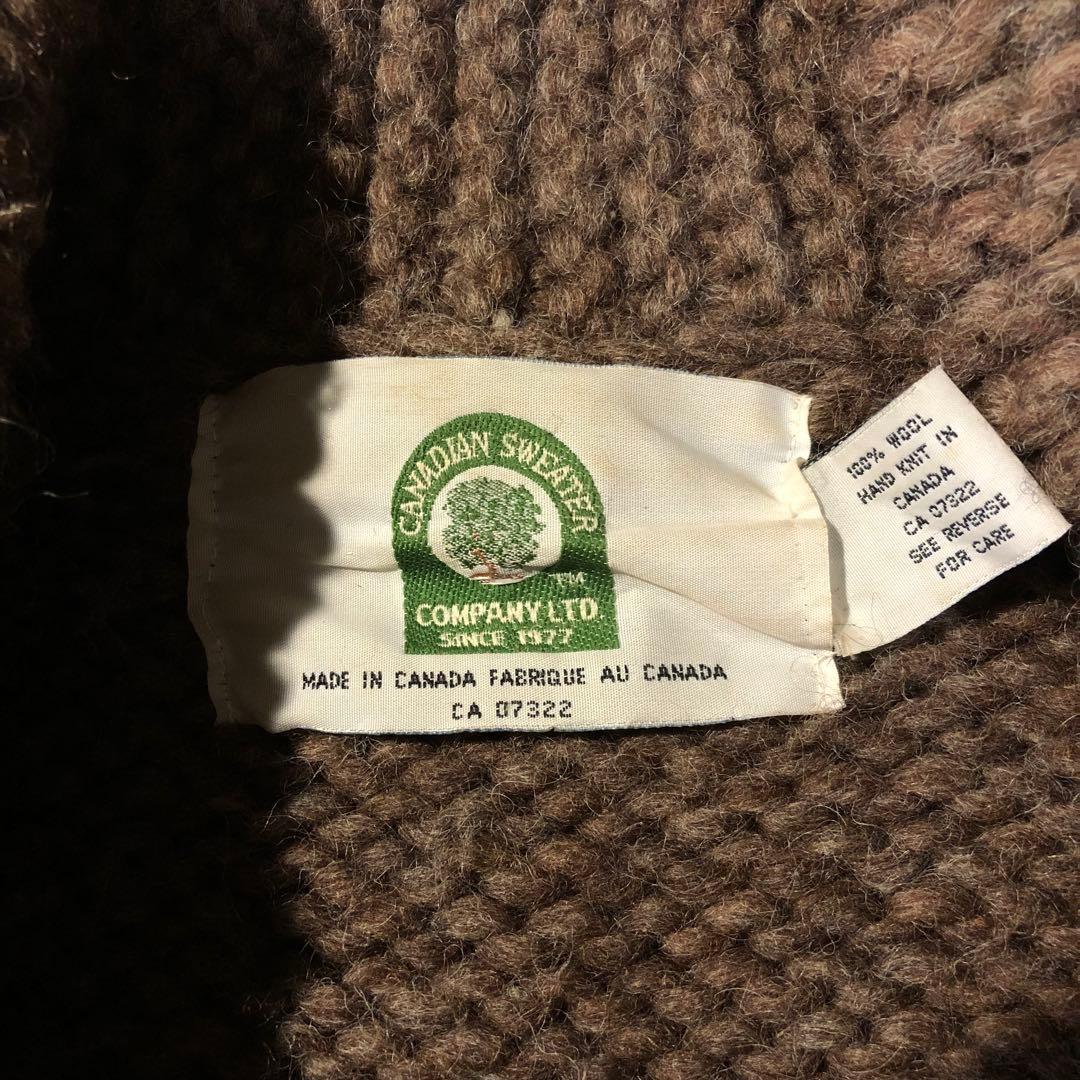 CANADIAN SWEATER
TM
COMPANY LTD.
SINCE 1977
MADE IN CANADA FABRIQUE AU CANADA
CA 07322
100% WOOL
HAND KNIT IN
CANADA
CA 07322
SEE REVERSE
FOR CARE